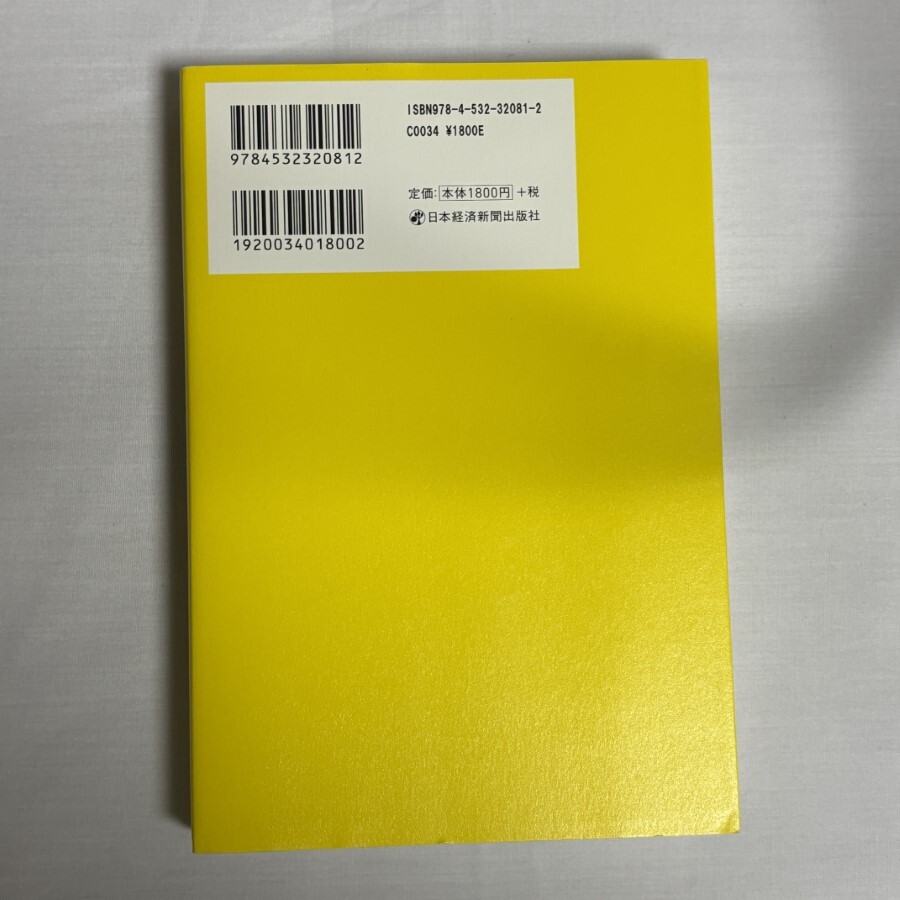 ISBN978-4-532-32081-2
C0034 ¥1800E
9784532320812
定価: 本体1800円 +税
日本経済新聞出版社
1920034018002